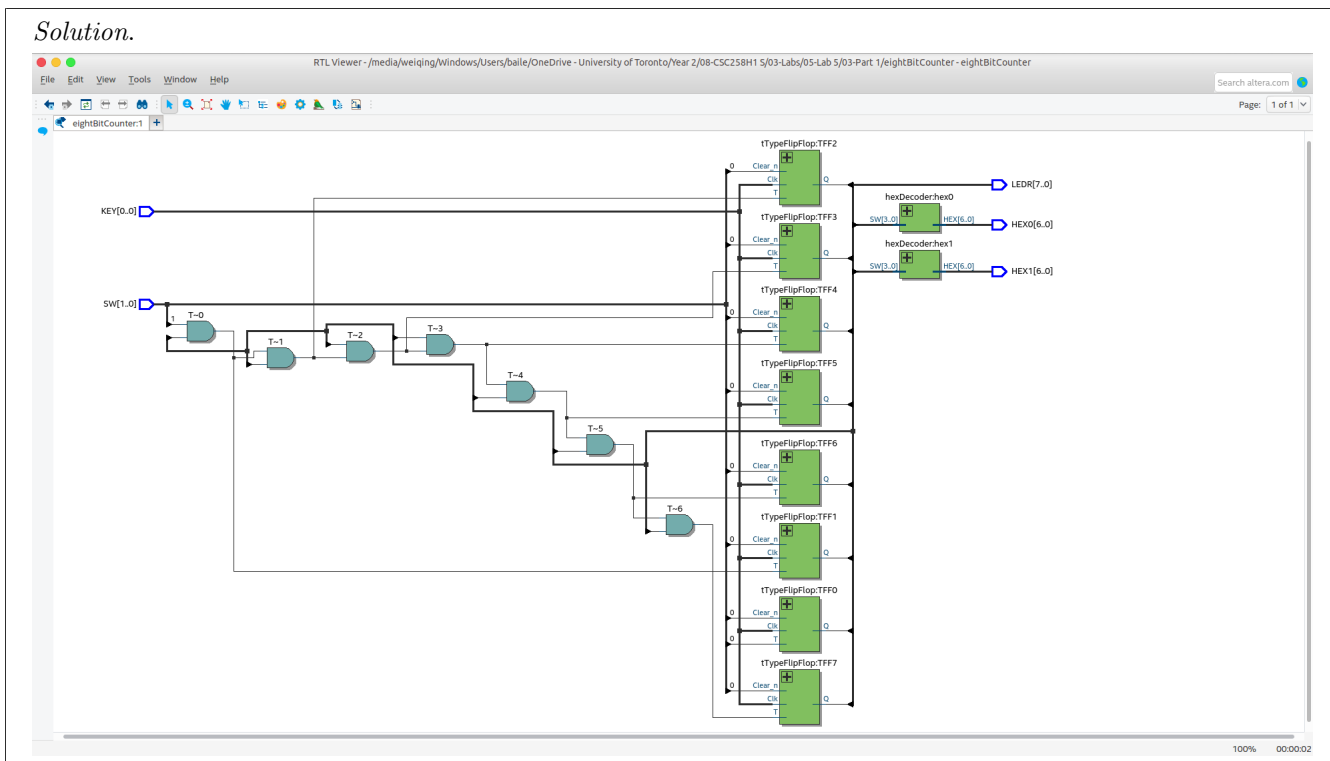 Solution.
RTL Viewer - /media/weiqing/Windows/Users/baile/OneDrive - University of Toronto/Year 2/08-CSC258H1 S/03-Labs/05-Lab 5/03-Part 1/eightBitCounter - eightBitCounter
File Edit View Tools Window Help
Search altera.com
Page: 1 of 1
eightBitCounter:1
KEY[0..0]
SW[1..0]
1
T~0
T~1
T~2
T~3
T~4
T~5
T~6
tTypeFlipFlop:TFF2
0 Clear_n
Clk Q
T
tTypeFlipFlop:TFF3
0 Clear_n
Clk Q
T
tTypeFlipFlop:TFF4
0 Clear_n
Clk Q
T
tTypeFlipFlop:TFF5
0 Clear_n
Clk Q
T
tTypeFlipFlop:TFF6
0 Clear_n
Clk Q
T
tTypeFlipFlop:TFF1
0 Clear_n
Clk Q
T
tTypeFlipFlop:TFF0
0 Clear_n
Clk Q
0 T
tTypeFlipFlop:TFF7
0 Clear_n
Clk Q
T
LEDR[7..0]
hexDecoder:hex0
SW[3..0] HEX[6..0]
HEX0[6..0]
hexDecoder:hex1
SW[3..0] HEX[6..0]
HEX1[6..0]
100% 00:00:02